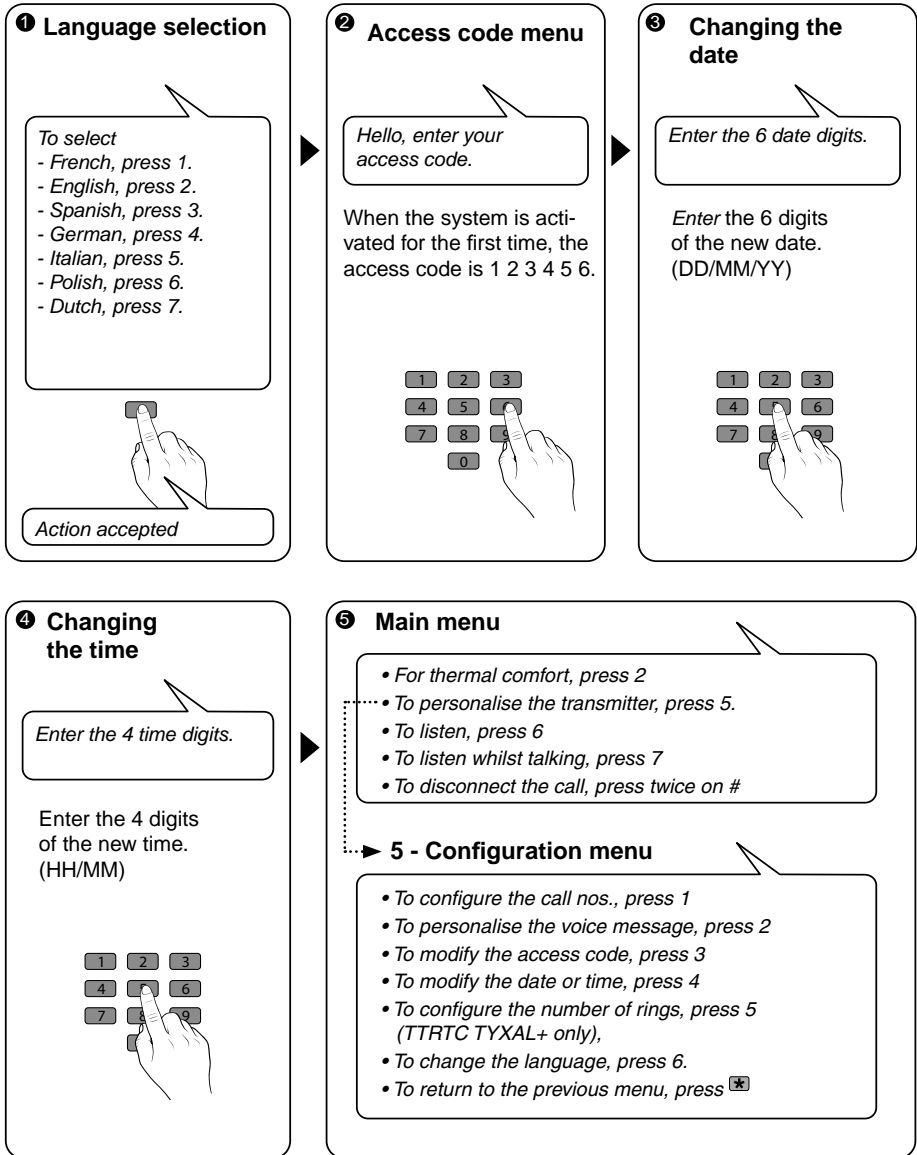 ❶ Language selection
To select
- French, press 1.
- English, press 2.
- Spanish, press 3.
- German, press 4.
- Italian, press 5.
- Polish, press 6.
- Dutch, press 7.
Action accepted
❷ Access code menu
Hello, enter your
access code.
When the system is acti-
vated for the first time, the
access code is 1 2 3 4 5 6.
1 2 3
4 5 6
7 8 9
0
❸ Changing the
date
Enter the 6 date digits.
Enter the 6 digits
of the new date.
(DD/MM/YY)
1 2 3
4 5 6
7 8 9
❹ Changing
the time
Enter the 4 time digits.
Enter the 4 digits
of the new time.
(HH/MM)
1 2 3
4 5 6
7 8 9
❺ Main menu
• For thermal comfort, press 2
• To personalise the transmitter, press 5.
• To listen, press 6
• To listen whilst talking, press 7
• To disconnect the call, press twice on #
5 - Configuration menu
• To configure the call nos., press 1
• To personalise the voice message, press 2
• To modify the access code, press 3
• To modify the date or time, press 4
• To configure the number of rings, press 5
(TTRTC TYXAL+ only),
• To change the language, press 6.
• To return to the previous menu, press *